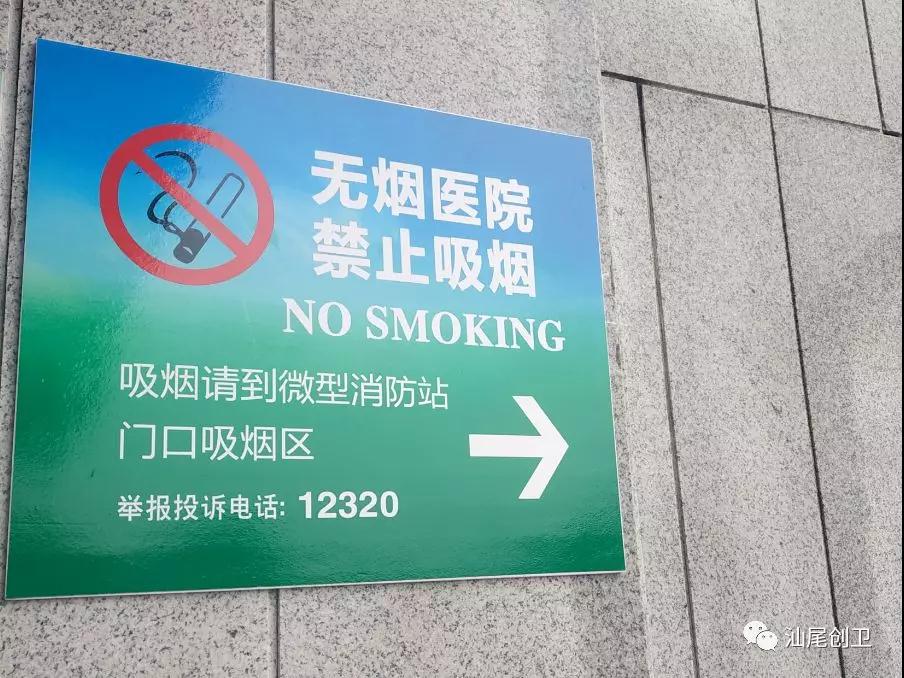 无烟医院
禁止吸烟
NO SMOKING
吸烟请到微型消防站
门口吸烟区
举报投诉电话: 12320
汕尾创卫